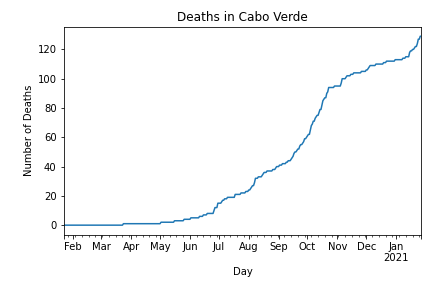 Deaths in Cabo Verde
Number of Deaths
120
100
80
60
40
20
0
Feb Mar Apr May Jun Jul Aug Sep Oct Nov Dec Jan
2021
Day